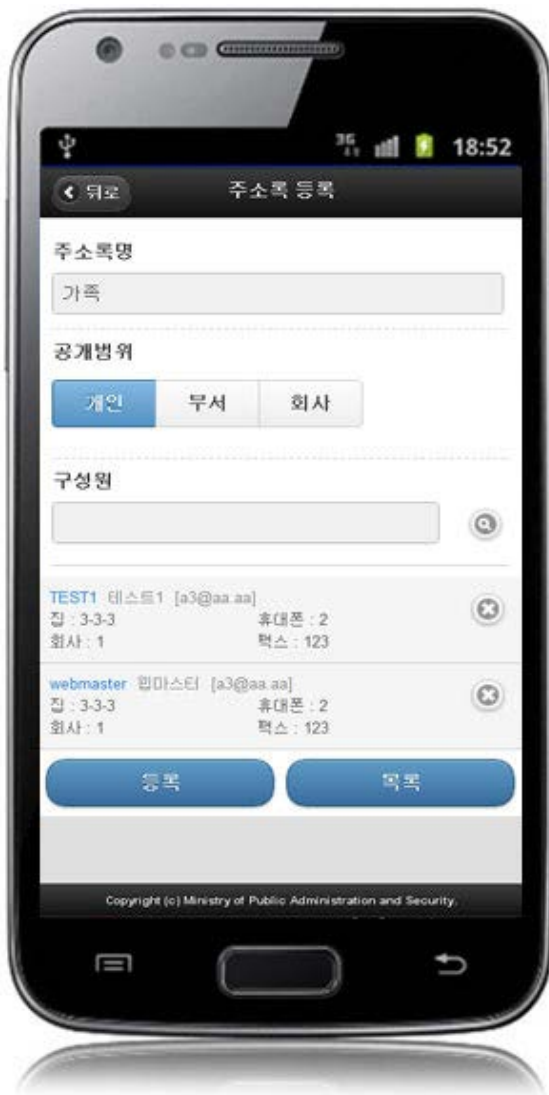 3G
18:52
뒤로 주소록 등록
주소록명
가족
공개범위
개인 부서 회사
구성원
TEST1 테스트1 [a3@aa.aa]
집 : 3-3-3 휴대폰 : 2
회사 : 1 팩스 : 123
webmaster 웹마스터 [a3@aa.aa]
집 : 3-3-3 휴대폰 : 2
회사 : 1 팩스 : 123
등록 목록
Copyright (c) Ministry of Public Administration and Security.